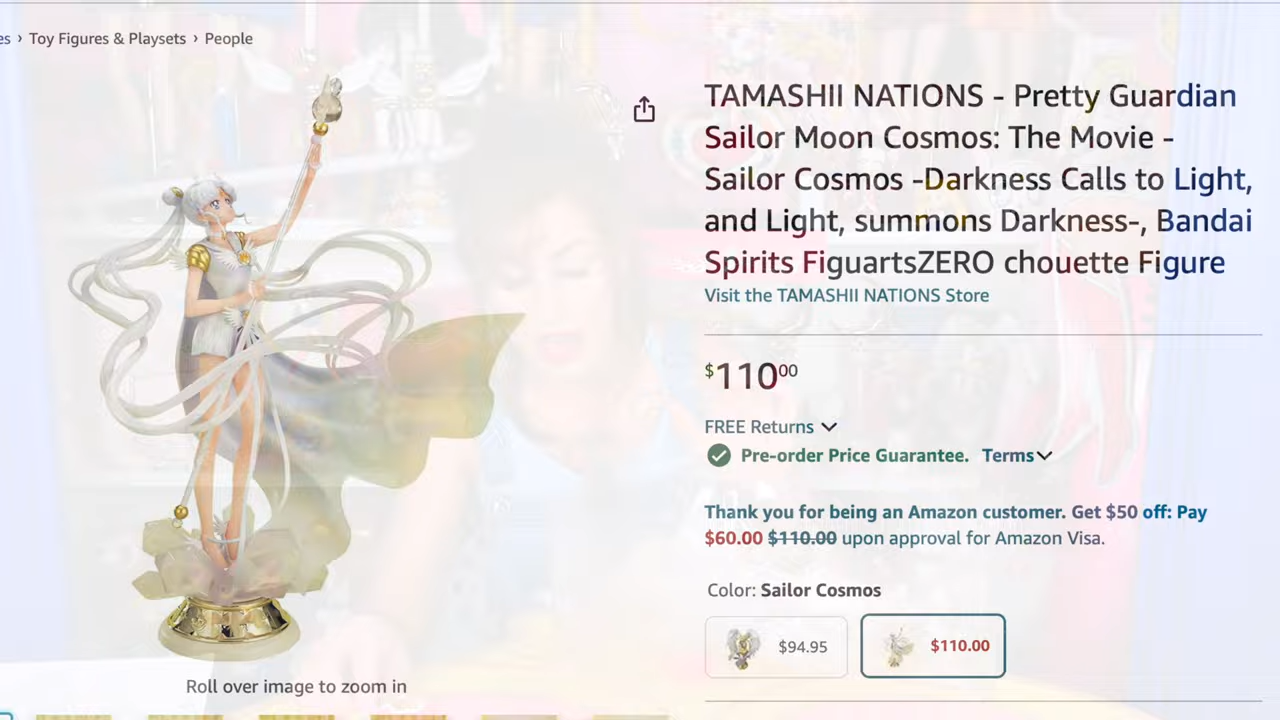 es › Toy Figures & Playsets › People
TAMASHII NATIONS - Pretty Guardian
Sailor Moon Cosmos: The Movie -
Sailor Cosmos -Darkness Calls to Light,
and Light, summons Darkness-, Bandai
Spirits FiguartsZERO chouette Figure
Visit the TAMASHII NATIONS Store
$11000
FREE Returns
Pre-order Price Guarantee. Terms
Thank you for being an Amazon customer. Get $50 off: Pay
$60.00 $110.00 upon approval for Amazon Visa.
Color: Sailor Cosmos
$94.95
$110.00
Roll over image to zoom in